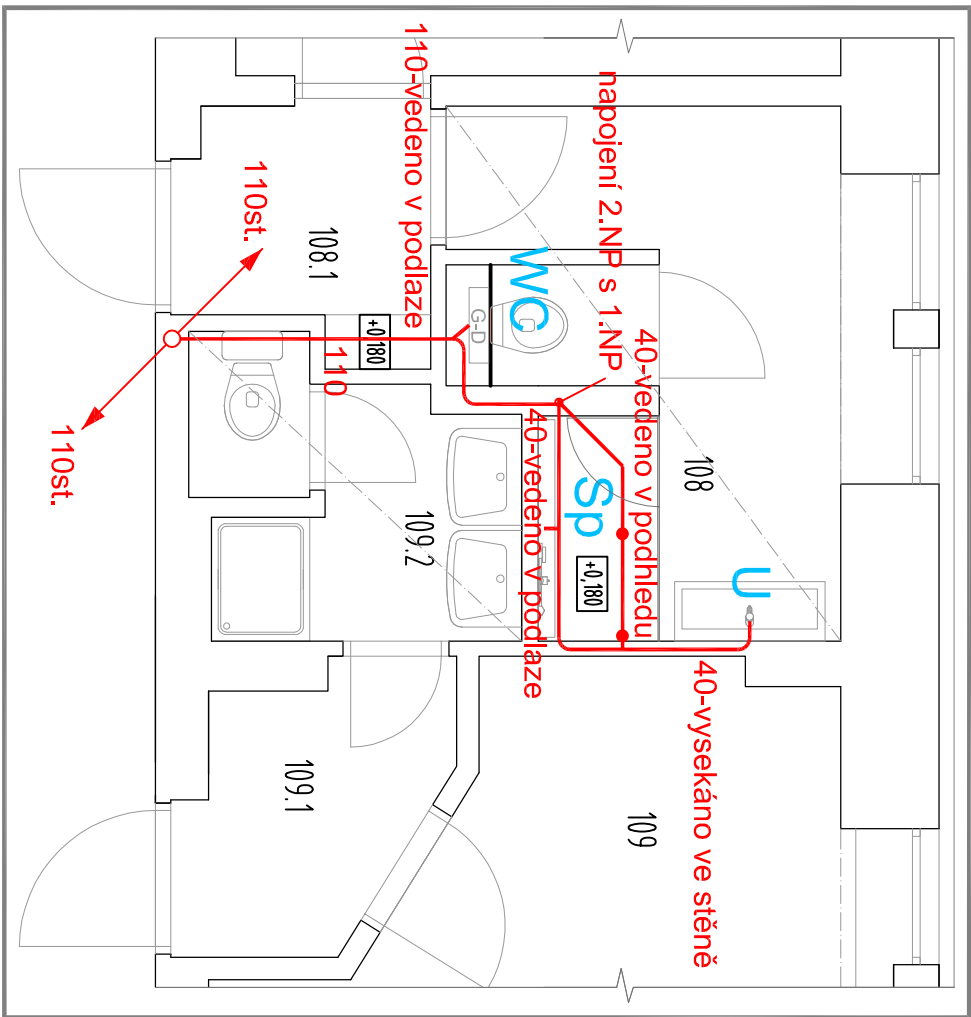 110-vedeno v podlaze
napojení 2.NP s 1.NP
110st.
108.1
WC
G-D
+0,180
110
40-vedeno v podhledu
40-vedeno v podlaze
108
Sp
109.2
+0,180
U
110st.
40-vysekáno ve stěně
109.1
109